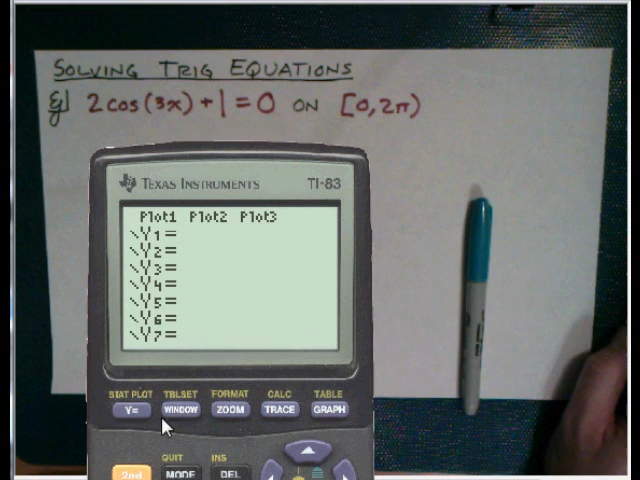 SOLVING TRIG EQUATIONS
eg 2cos(3x)+1=0 ON [0,2π)
TEXAS INSTRUMENTS TI-83
Plot1 Plot2 Plot3
\Y1=
\Y2=
\Y3=
\Y4=
\Y5=
\Y6=
\Y7=
STAT PLOT TBLSET FORMAT CALC TABLE
Y= WINDOW ZOOM TRACE GRAPH
QUIT INS
2nd MODE DEL